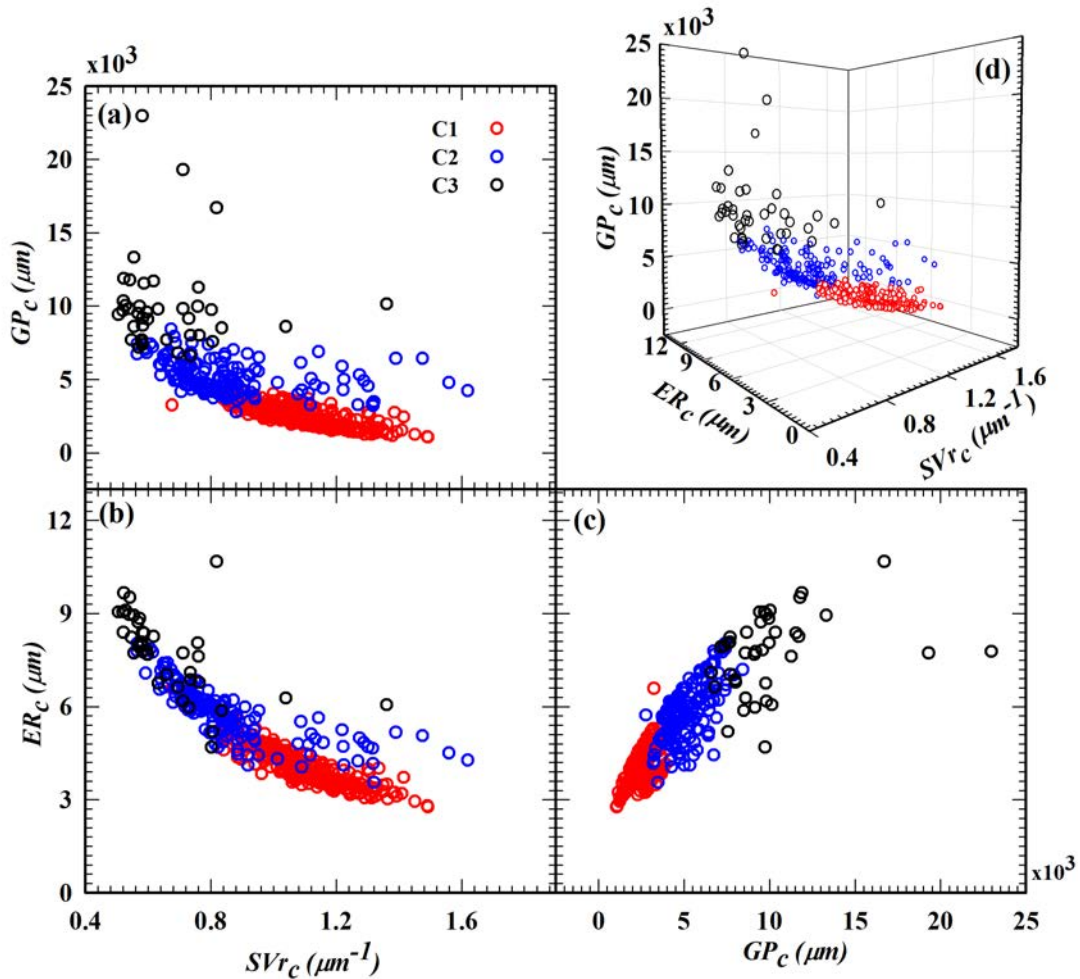 x10³
25
20
15
10
5
0
GP_C (μm)
(a)
C1
C2
C3
x10³
25
20
15
10
5
0
GP_C (μm)
(d)
12
9
6
3
0
ER_C (μm)
0.4
0.8
1.2
1.6
SVr_C (μm⁻¹)
(b)
12
9
6
3
0
ER_C (μm)
0.4
0.8
1.2
1.6
SVr_C (μm⁻¹)
(c)
0
5
10
15
20
25
x10³
GP_C (μm)